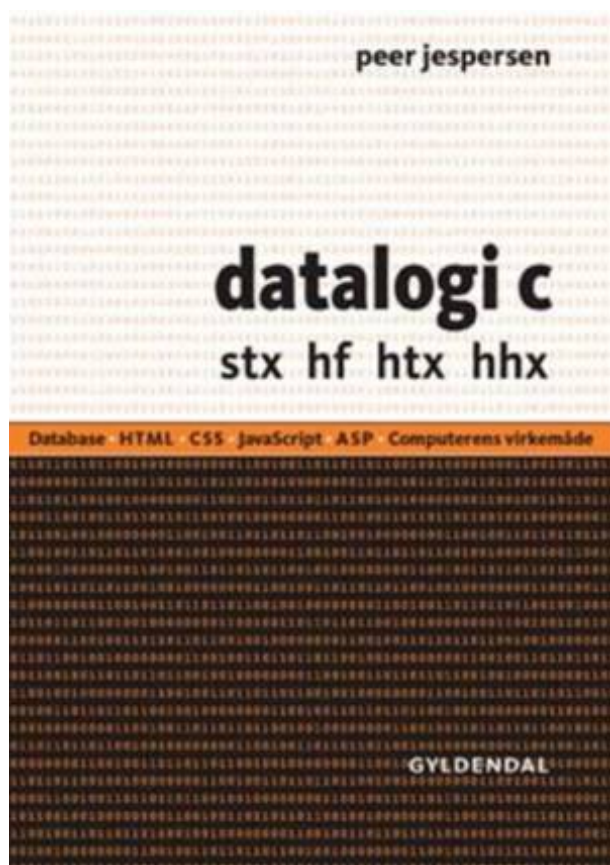 peer jespersen
datalogi c
stx hf htx hhx
Database HTML CSS JavaScript ASP Computerens virkemåde
GYLDENDAL